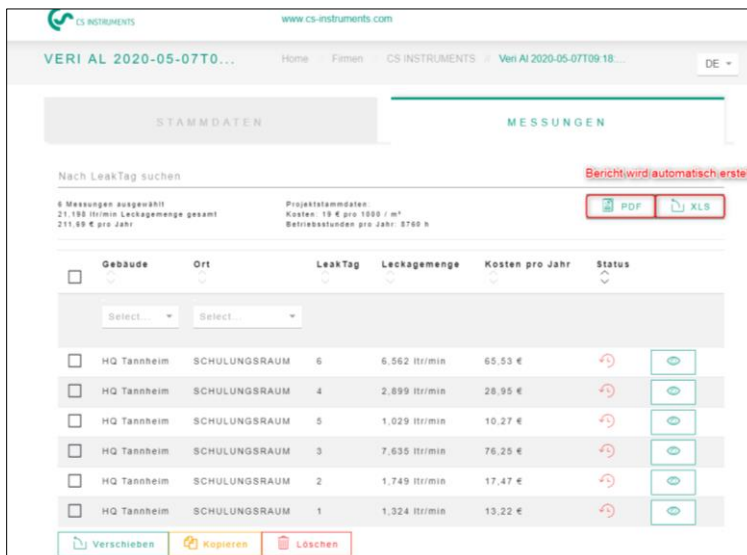 CS INSTRUMENTS
www.cs-instruments.com
VERI AL 2020-05-07T0...
Home / Firmen / CS INSTRUMENTS // Veri Al 2020-05-07T09:18:...
DE
STAMMDATEN
MESSUNGEN
Nach LeakTag suchen
Bericht wird automatisch erste
6 Messungen ausgewählt
21,198 ltr/min Leckagemenge gesamt
211,69 € pro Jahr
Projektstammdaten:
Kosten: 19 € pro 1000 / m³
Betriebsstunden pro Jahr: 8760 h
PDF XLS
Gebäude Ort LeakTag Leckagemenge Kosten pro Jahr Status
Select... Select...
HQ Tannheim SCHULUNGSRAUM 6 6,562 ltr/min 65,53 €
HQ Tannheim SCHULUNGSRAUM 4 2,899 ltr/min 28,95 €
HQ Tannheim SCHULUNGSRAUM 5 1,029 ltr/min 10,27 €
HQ Tannheim SCHULUNGSRAUM 3 7,635 ltr/min 76,25 €
HQ Tannheim SCHULUNGSRAUM 2 1,749 ltr/min 17,47 €
HQ Tannheim SCHULUNGSRAUM 1 1,324 ltr/min 13,22 €
Verschieben Kopieren Löschen